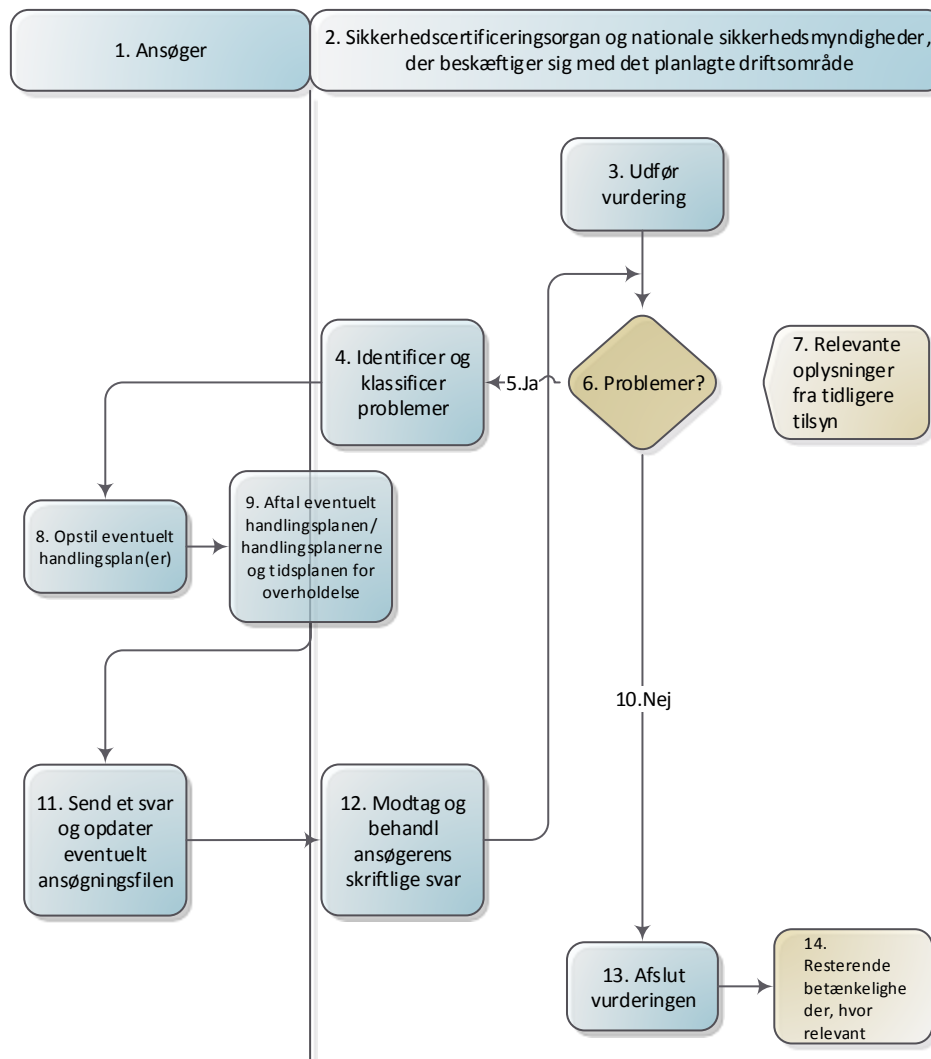 1. Ansøger
2. Sikkerhedscertificeringsorgan og nationale sikkerhedsmyndigheder,
der beskæftiger sig med det planlagte driftsområde
3. Udfør
vurdering
4. Identificer og
klassificer
problemer
5.Ja
6. Problemer?
7. Relevante
oplysninger
fra tidligere
tilsyn
8. Opstil eventuelt
handlingsplan(er)
9. Aftal eventuelt
handlingsplanen/
handlingsplanerne
og tidsplanen for
overholdelse
10.Nej
11. Send et svar
og opdater
eventuelt
ansøgningsfilen
12. Modtag og
behandl
ansøgerens
skriftlige svar
13. Afslut
vurderingen
14.
Resterende
betænkelighe
der, hvor
relevant